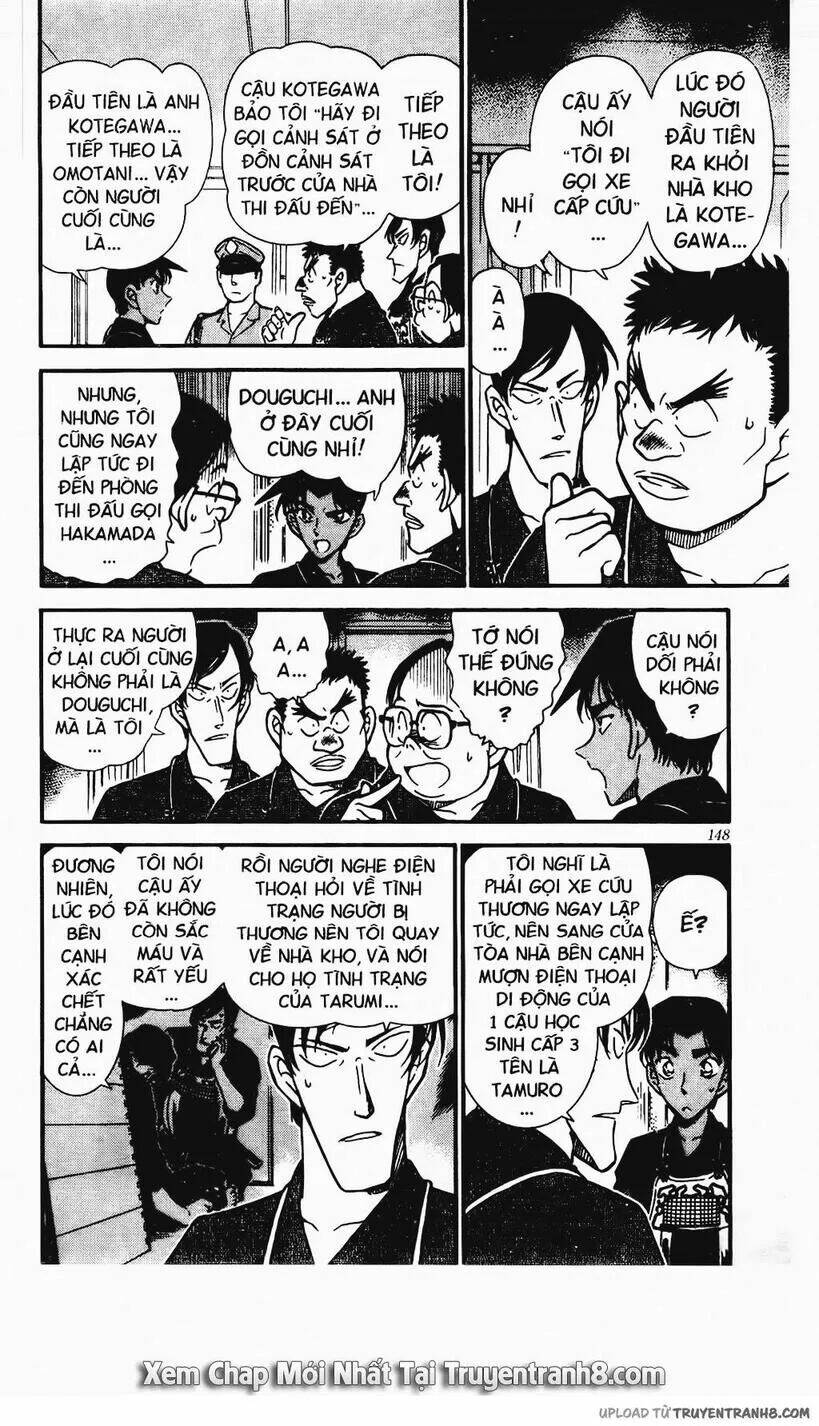 LÚC ĐÓ
NGƯỜI
ĐẦU TIÊN
RA KHỎI
NHÀ KHO
LÀ KOTE-
GAWA...
CẬU ẤY
NÓI
"TÔI ĐI
GỌI XE
CẤP CỨU"
...
NHỈ
!
À
À
...
TIẾP
THEO
LÀ
TÔI!
CẬU KOTEGAWA
BẢO TÔI "HÃY ĐI
GỌI CẢNH SÁT Ở
ĐỒN CẢNH SÁT
TRƯỚC CỬA NHÀ
THI ĐẤU ĐẾN"...
ĐẦU TIÊN LÀ ANH
KOTEGAWA...
TIẾP THEO LÀ
OMOTANI... VẬY
CÒN NGƯỜI
CUỐI CÙNG
LÀ...
DOUGUCHI... ANH
Ở ĐÂY CUỐI
CÙNG NHỈ!
NHƯNG,
NHƯNG TÔI
CŨNG NGAY
LẬP TỨC ĐI
ĐẾN PHÒNG
THI ĐẤU GỌI
HAKAMADA
...
CẬU NÓI
DỐI PHẢI
KHÔNG
?
TỚ NÓI
THẾ ĐÚNG
KHÔNG
?
A, A
A...
THỰC RA NGƯỜI
Ở LẠI CUỐI CÙNG
KHÔNG PHẢI LÀ
DOUGUCHI,
MÀ LÀ TÔI
...
148
Ế?
TÔI NGHĨ LÀ
PHẢI GỌI XE CỨU
THƯƠNG NGAY LẬP
TỨC, NÊN SANG CỦA
TÒA NHÀ BÊN CẠNH
MƯỢN ĐIỆN THOẠI
DI ĐỘNG CỦA
1 CẬU HỌC
SINH CẤP 3
TÊN LÀ
TAMURO
...
RỒI NGƯỜI NGHE ĐIỆN
THOẠI HỎI VỀ TÌNH
TRẠNG NGƯỜI BỊ
THƯƠNG NÊN TÔI QUAY
VỀ NHÀ KHO, VÀ NÓI
CHO HỌ TÌNH TRẠNG
CỦA TARUMI...
TÔI NÓI
CẬU ẤY
ĐÃ KHÔNG
CÒN SẮC
MÁU VÀ
RẤT YẾU
...
ĐƯƠNG
NHIÊN,
LÚC ĐÓ
BÊN
CẠNH
XÁC
CHẾT
CHẲNG
CÓ AI
CẢ...
Xem Chap Mới Nhất Tại Truyentranh8.com
UPLOAD TỪ TRUYENTRANH8.COM